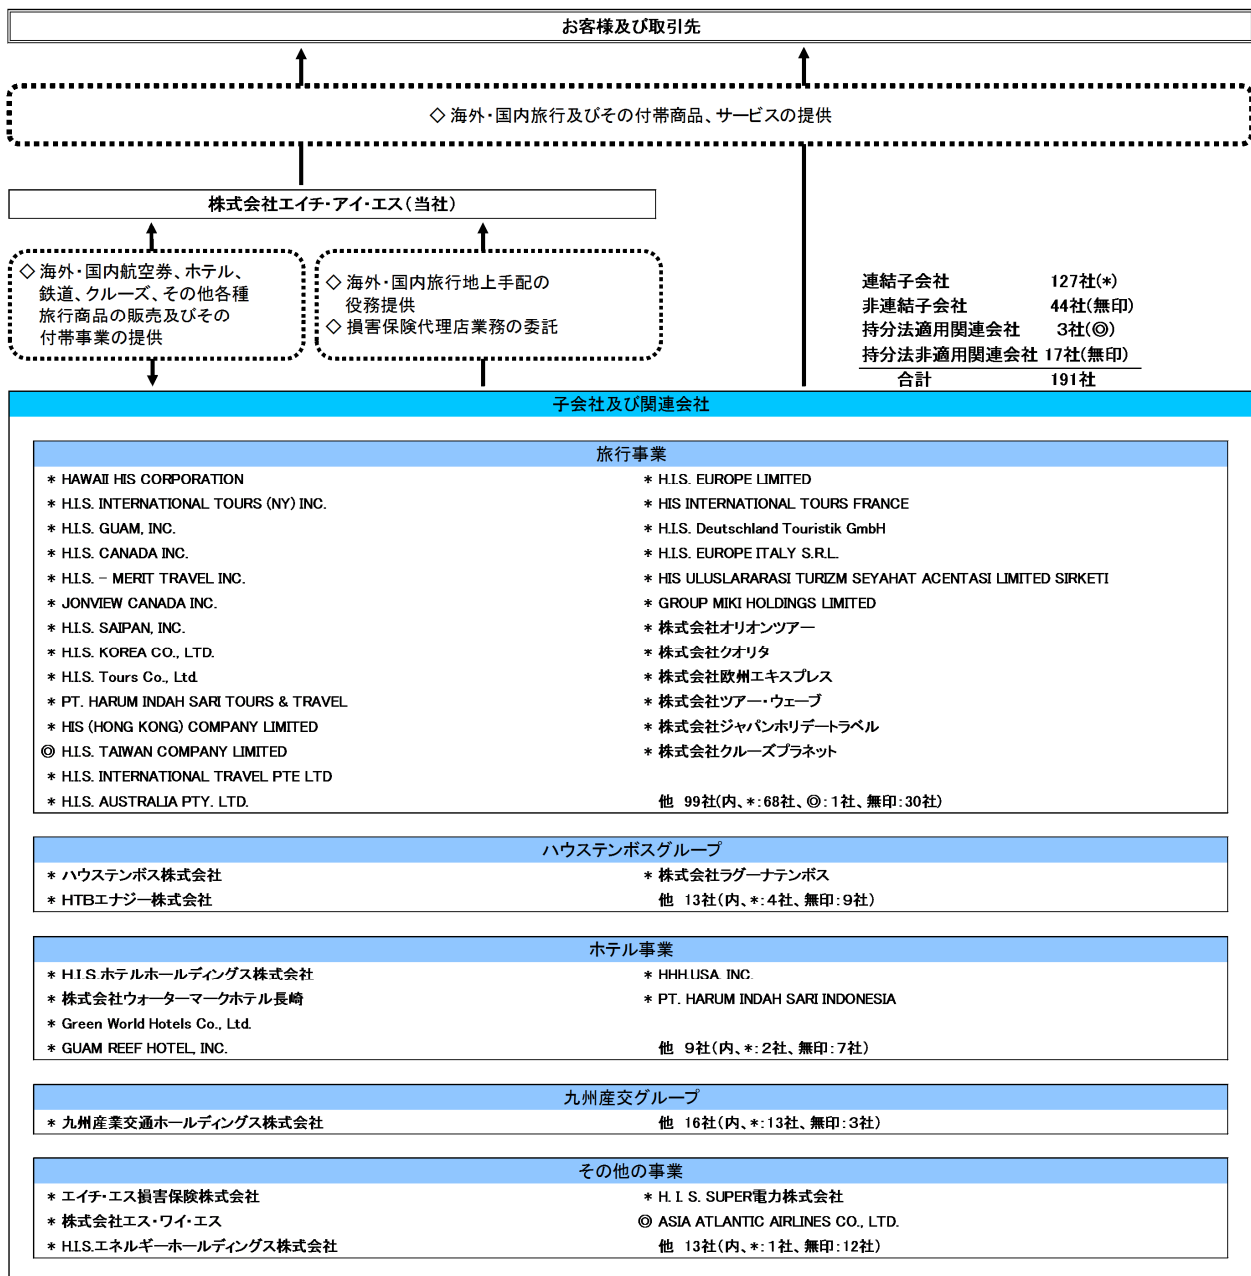 お客様及び取引先
◇ 海外・国内旅行及びその付帯商品、サービスの提供
株式会社エイチ・アイ・エス（当社）
◇ 海外・国内航空券、ホテル、
鉄道、クルーズ、その他各種
旅行商品の販売及びその
付帯事業の提供
◇ 海外・国内旅行地上手配の
役務提供
◇ 損害保険代理店業務の委託
連結子会社 127社(*)
非連結子会社 44社(無印)
持分法適用関連会社 3社(◎)
持分法非適用関連会社 17社(無印)
合計 191社
子会社及び関連会社
旅行事業
* HAWAII HIS CORPORATION
* H.I.S. INTERNATIONAL TOURS (NY) INC.
* H.I.S. GUAM, INC.
* H.I.S. CANADA INC.
* H.I.S. － MERIT TRAVEL INC.
* JONVIEW CANADA INC.
* H.I.S. SAIPAN, INC.
* H.I.S. KOREA CO., LTD.
* H.I.S. Tours Co., Ltd.
* PT. HARUM INDAH SARI TOURS & TRAVEL
* HIS (HONG KONG) COMPANY LIMITED
◎ H.I.S. TAIWAN COMPANY LIMITED
* H.I.S. INTERNATIONAL TRAVEL PTE LTD
* H.I.S. AUSTRALIA PTY. LTD.
* H.I.S. EUROPE LIMITED
* HIS INTERNATIONAL TOURS FRANCE
* H.I.S. Deutschland Touristik GmbH
* H.I.S. EUROPE ITALY S.R.L.
* HIS ULUSLARARASI TURIZM SEYAHAT ACENTASI LIMITED SIRKETI
* GROUP MIKI HOLDINGS LIMITED
* 株式会社オリオンツアー
* 株式会社クオリタ
* 株式会社欧州エキスプレス
* 株式会社ツアー・ウェーブ
* 株式会社ジャパンホリデートラベル
* 株式会社クルーズプラネット
他 99社（内、*：68社、◎：1社、無印：30社）
ハウステンボスグループ
* ハウステンボス株式会社
* HTBエナジー株式会社
* 株式会社ラグーナテンボス
他 13社（内、*：4社、無印：9社）
ホテル事業
* H.I.S.ホテルホールディングス株式会社
* 株式会社ウォーターマークホテル長崎
* Green World Hotels Co., Ltd.
* GUAM REEF HOTEL, INC.
* HHH.USA. INC.
* PT. HARUM INDAH SARI INDONESIA
他 9社（内、*：2社、無印：7社）
九州産交グループ
* 九州産業交通ホールディングス株式会社
他 16社（内、*：13社、無印：3社）
その他の事業
* エイチ・エス損害保険株式会社
* 株式会社エス・ワイ・エス
* H.I.S.エネルギーホールディングス株式会社
* H. I. S. SUPER電力株式会社
◎ ASIA ATLANTIC AIRLINES CO., LTD.
他 13社（内、*：1社、無印：12社）